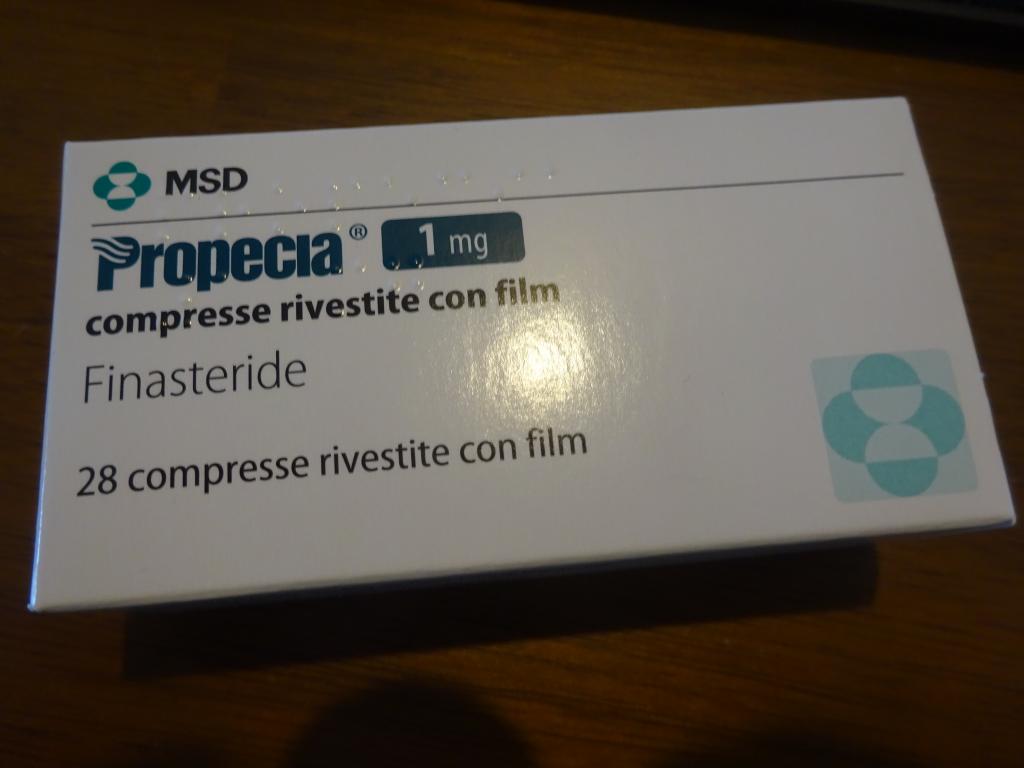 MSD
Propecia® 1 mg
compresse rivestite con film
Finasteride
28 compresse rivestite con film